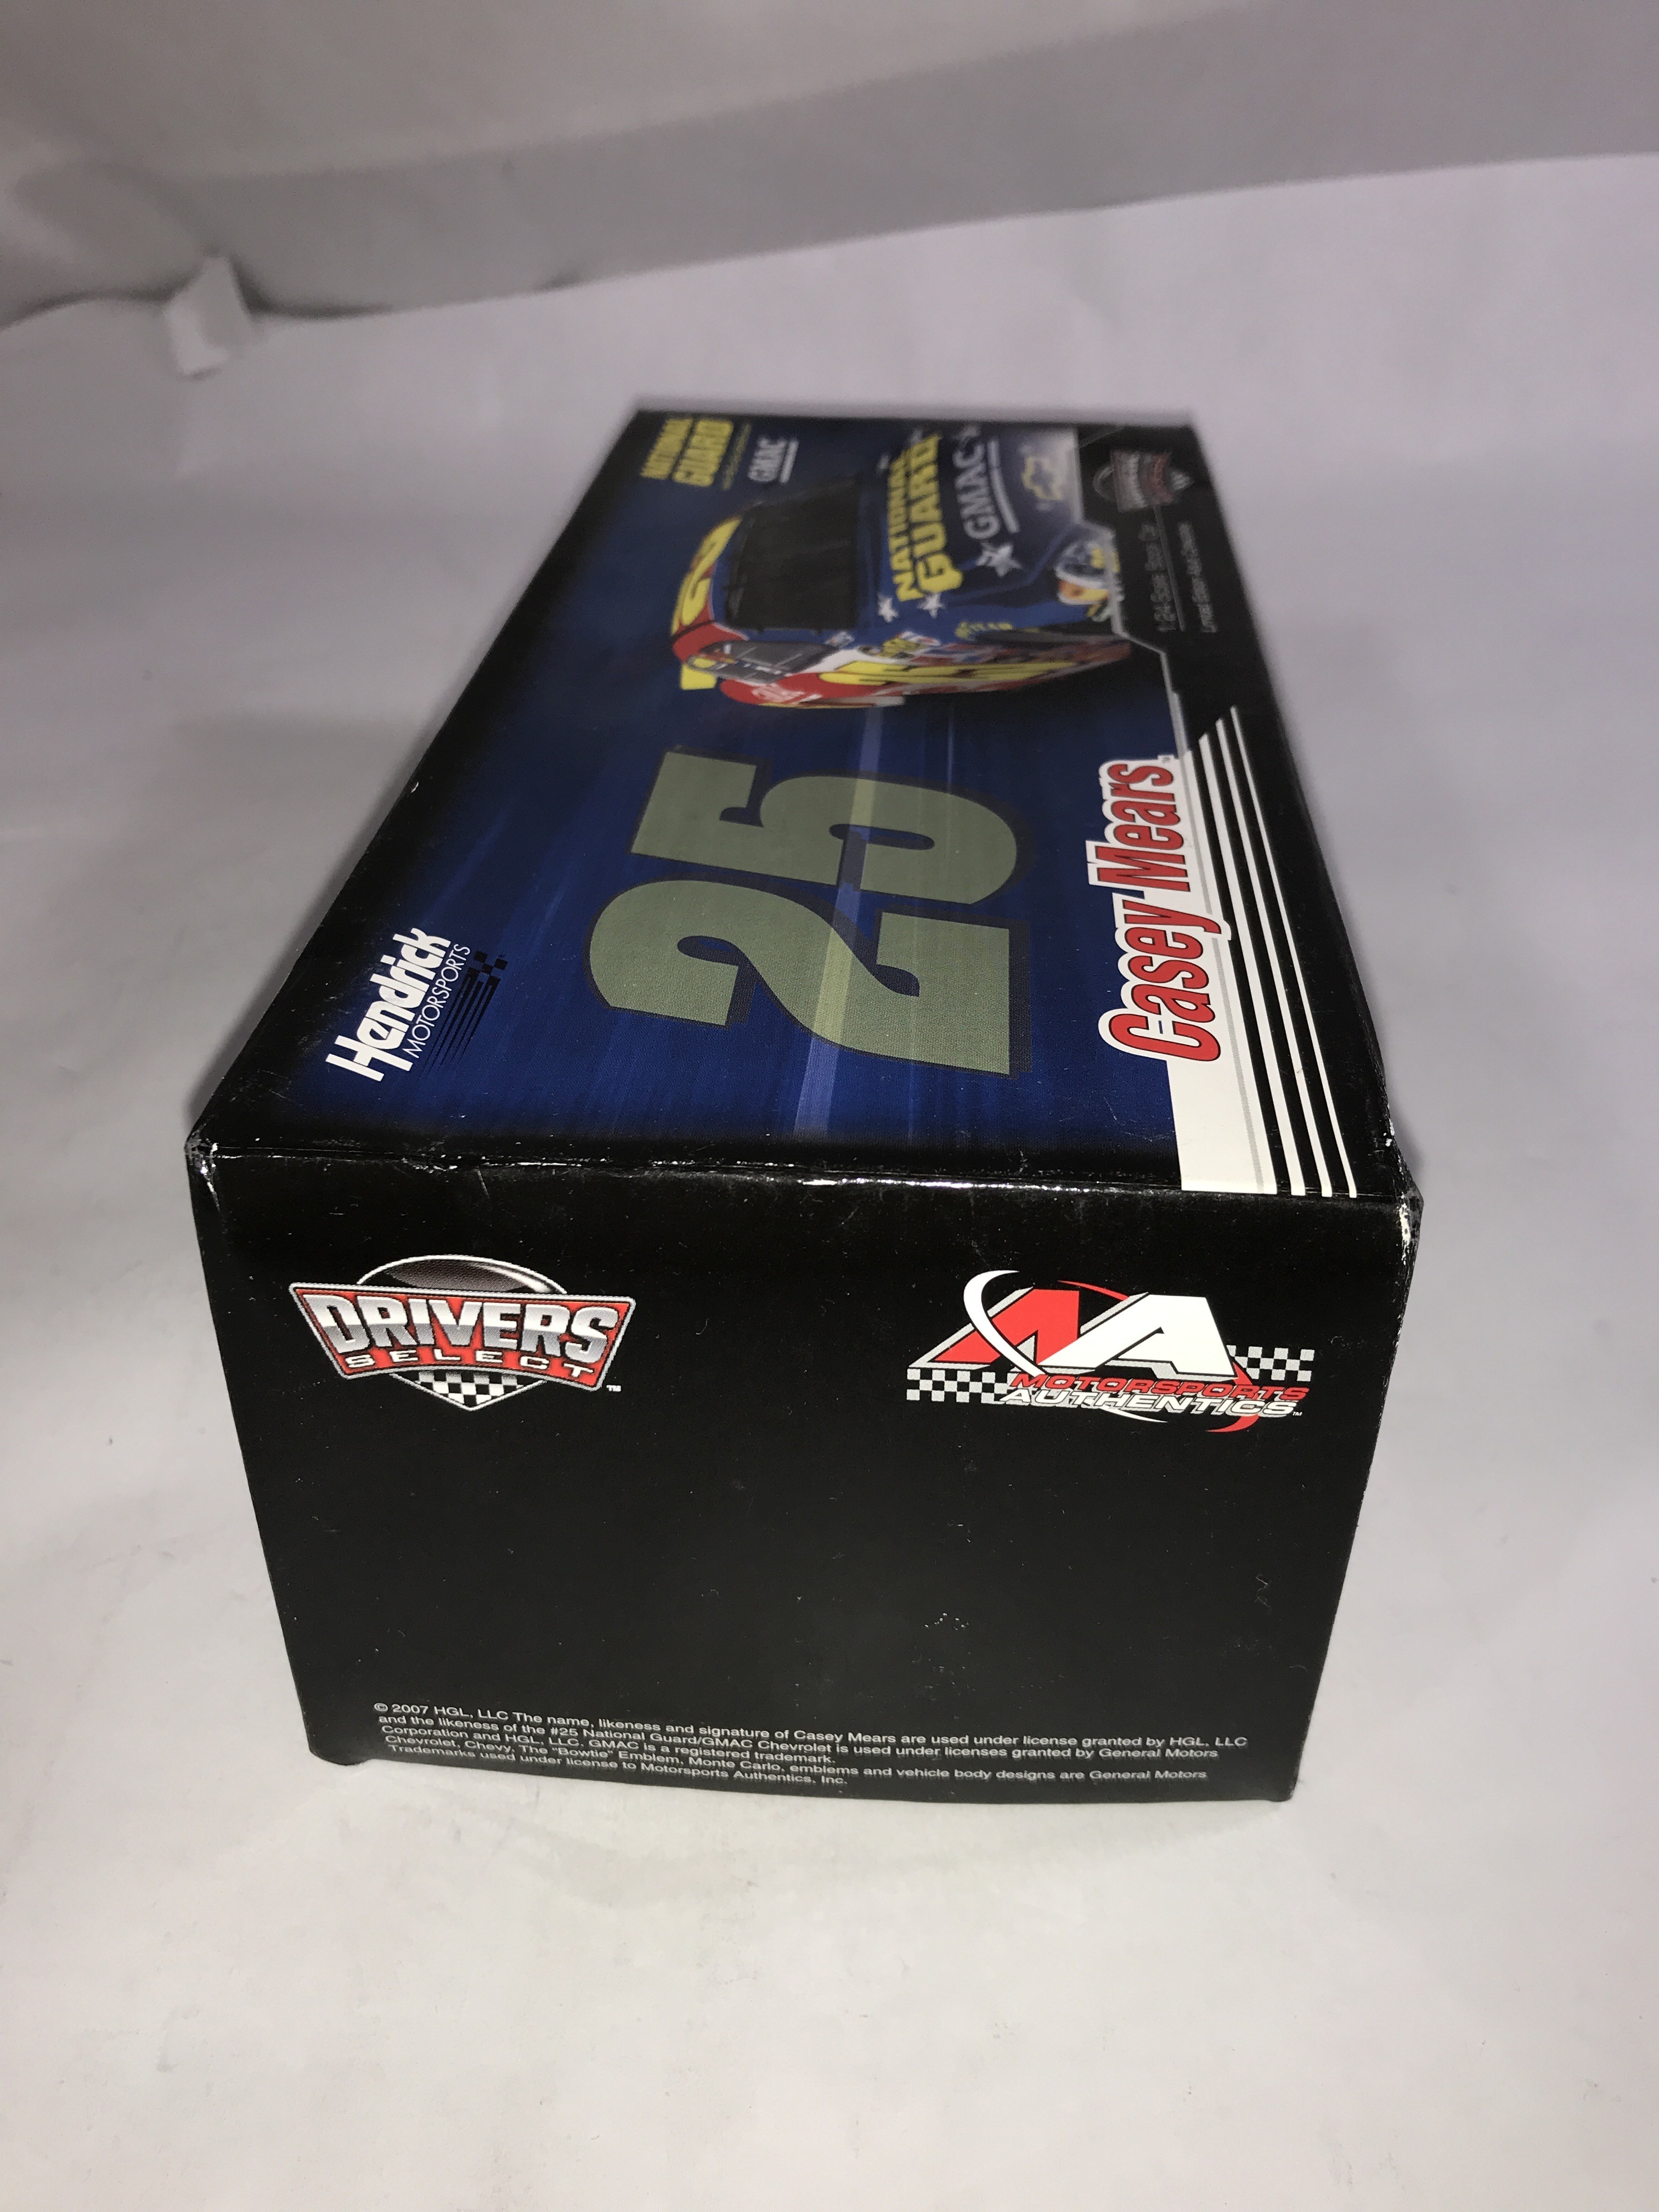 NATIONAL
GUARD
GMAC
NATIONAL
GUARD
GMAC
1:24-Scale Stock Car
Hendrick
MOTORSPORTS
25
Casey Mears
DRIVERS
SELECT™
MA
MOTORSPORTS
AUTHENTICS™
© 2007 HGL, LLC The name, likeness and signature of Casey Mears are used under license granted by HGL, LLC
and the likeness of the #25 National Guard/GMAC Chevrolet is used under licenses granted by General Motors
Corporation and HGL, LLC. GMAC is a registered trademark.
Chevrolet, Chevy, The "Bowtie" Emblem, Monte Carlo, emblems and vehicle body designs are General Motors
Trademarks used under license to Motorsports Authentics, Inc.